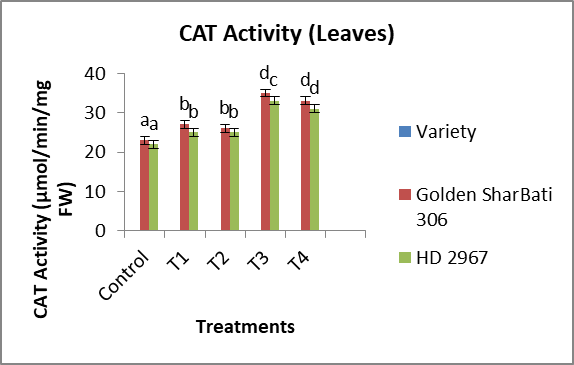 CAT Activity (Leaves)
CAT Activity (µmol/min/mg
FW)
40
30
20
10
0
a a
b b
b b
d c
d d
Control
T1
T2
T3
T4
Treatments
Variety
Golden SharBati
306
HD 2967